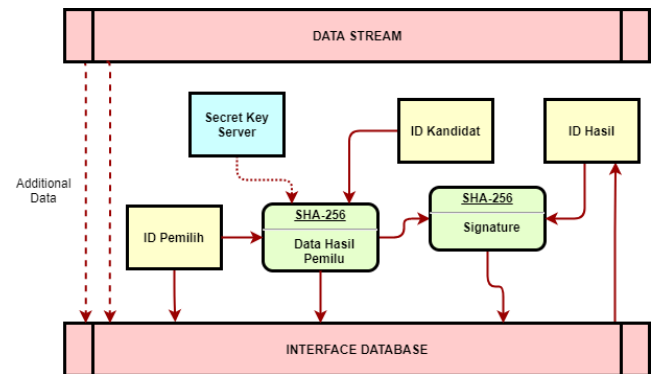 DATA STREAM
Secret Key
Server
ID Kandidat
ID Hasil
Additional
Data
SHA-256
Data Hasil
Pemilu
SHA-256
Signature
ID Pemilih
INTERFACE DATABASE